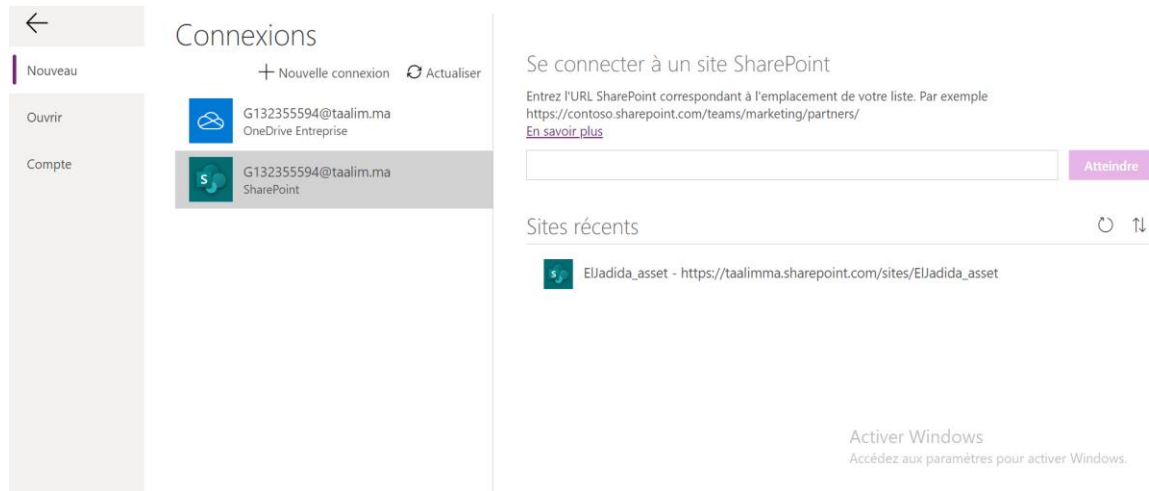 Nouveau
Ouvrir
Compte
Connexions
Nouvelle connexion Actualiser
G132355594@taalim.ma
OneDrive Entreprise
G132355594@taalim.ma
SharePoint
Se connecter à un site SharePoint
Entrez l'URL SharePoint correspondant à l'emplacement de votre liste. Par exemple
https://contoso.sharepoint.com/teams/marketing/partners/
En savoir plus
Atteindre
Sites récents
ElJadida_asset - https://taalimma.sharepoint.com/sites/ElJadida_asset
Activer Windows
Accédez aux paramètres pour activer Windows.